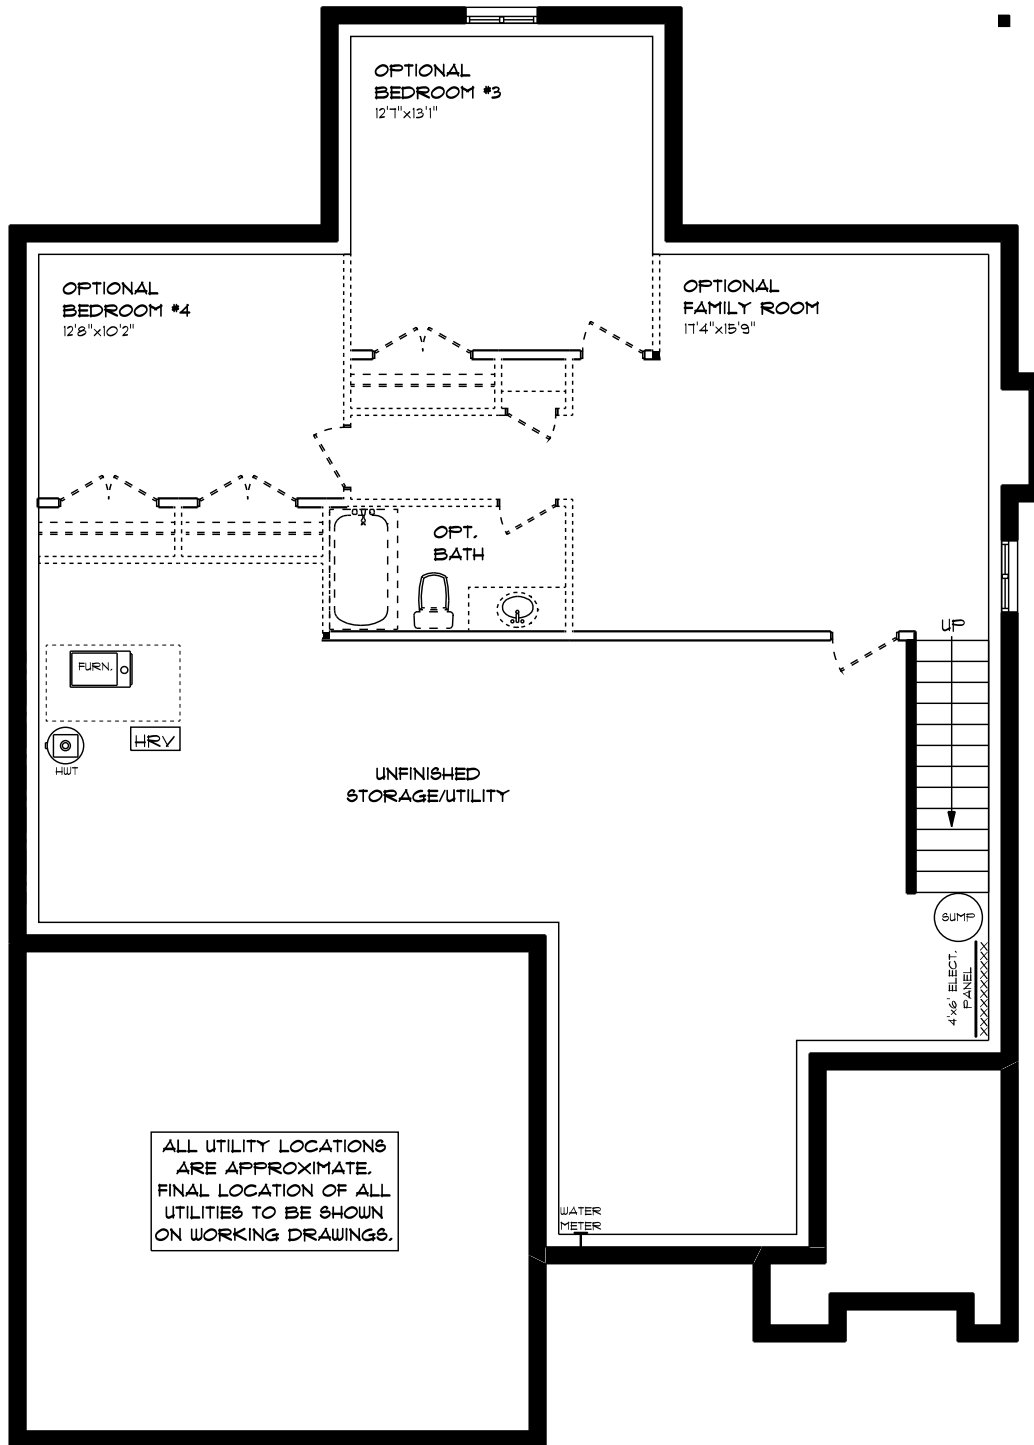 OPTIONAL
BEDROOM #3
12'7"x13'1"
OPTIONAL
BEDROOM #4
12'8"x10'2"
OPTIONAL
FAMILY ROOM
17'4"x15'9"
OPT.
BATH
UP
FURN.
HRV
HWT
UNFINISHED
STORAGE/UTILITY
SUMP
4'x6' ELECT.
PANEL
ALL UTILITY LOCATIONS
ARE APPROXIMATE.
FINAL LOCATION OF ALL
UTILITIES TO BE SHOWN
ON WORKING DRAWINGS.
WATER
METER